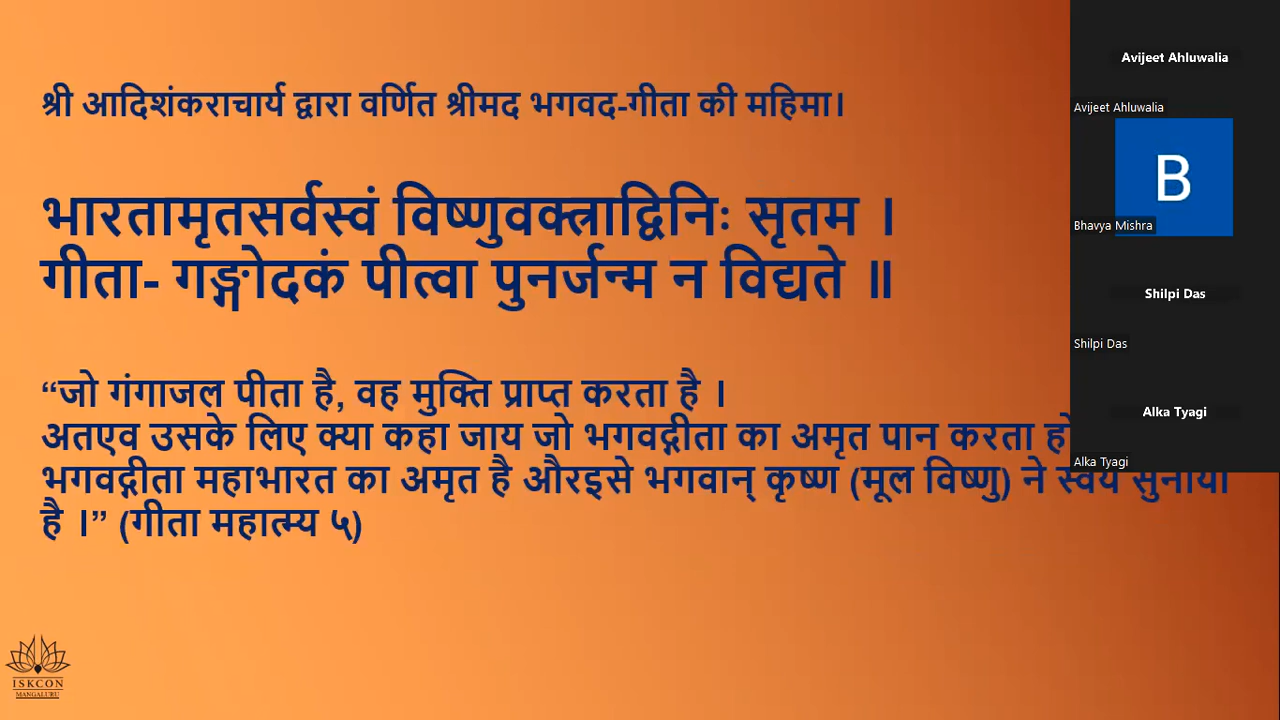 श्री आदिशंकराचार्य द्वारा वर्णित श्रीमद भगवद-गीता की महिमा।
भारतामृतसर्वस्वं विष्णुवक्त्राद्विनिः सृतम ।
गीता- गङ्गोदकं पीत्वा पुनर्जन्म न विद्यते ॥
“जो गंगाजल पीता है, वह मुक्ति प्राप्त करता है ।
अतएव उसके लिए क्या कहा जाय जो भगवद्गीता का अमृत पान करता हो
भगवद्गीता महाभारत का अमृत है औरइसे भगवान् कृष्ण (मूल विष्णु) ने स्वयं सुनाया
है ।” (गीता महात्म्य ५)
ISKCON
MANGALURU
Avijeet Ahluwalia
Avijeet Ahluwalia
B
Bhavya Mishra
Shilpi Das
Shilpi Das
Alka Tyagi
Alka Tyagi